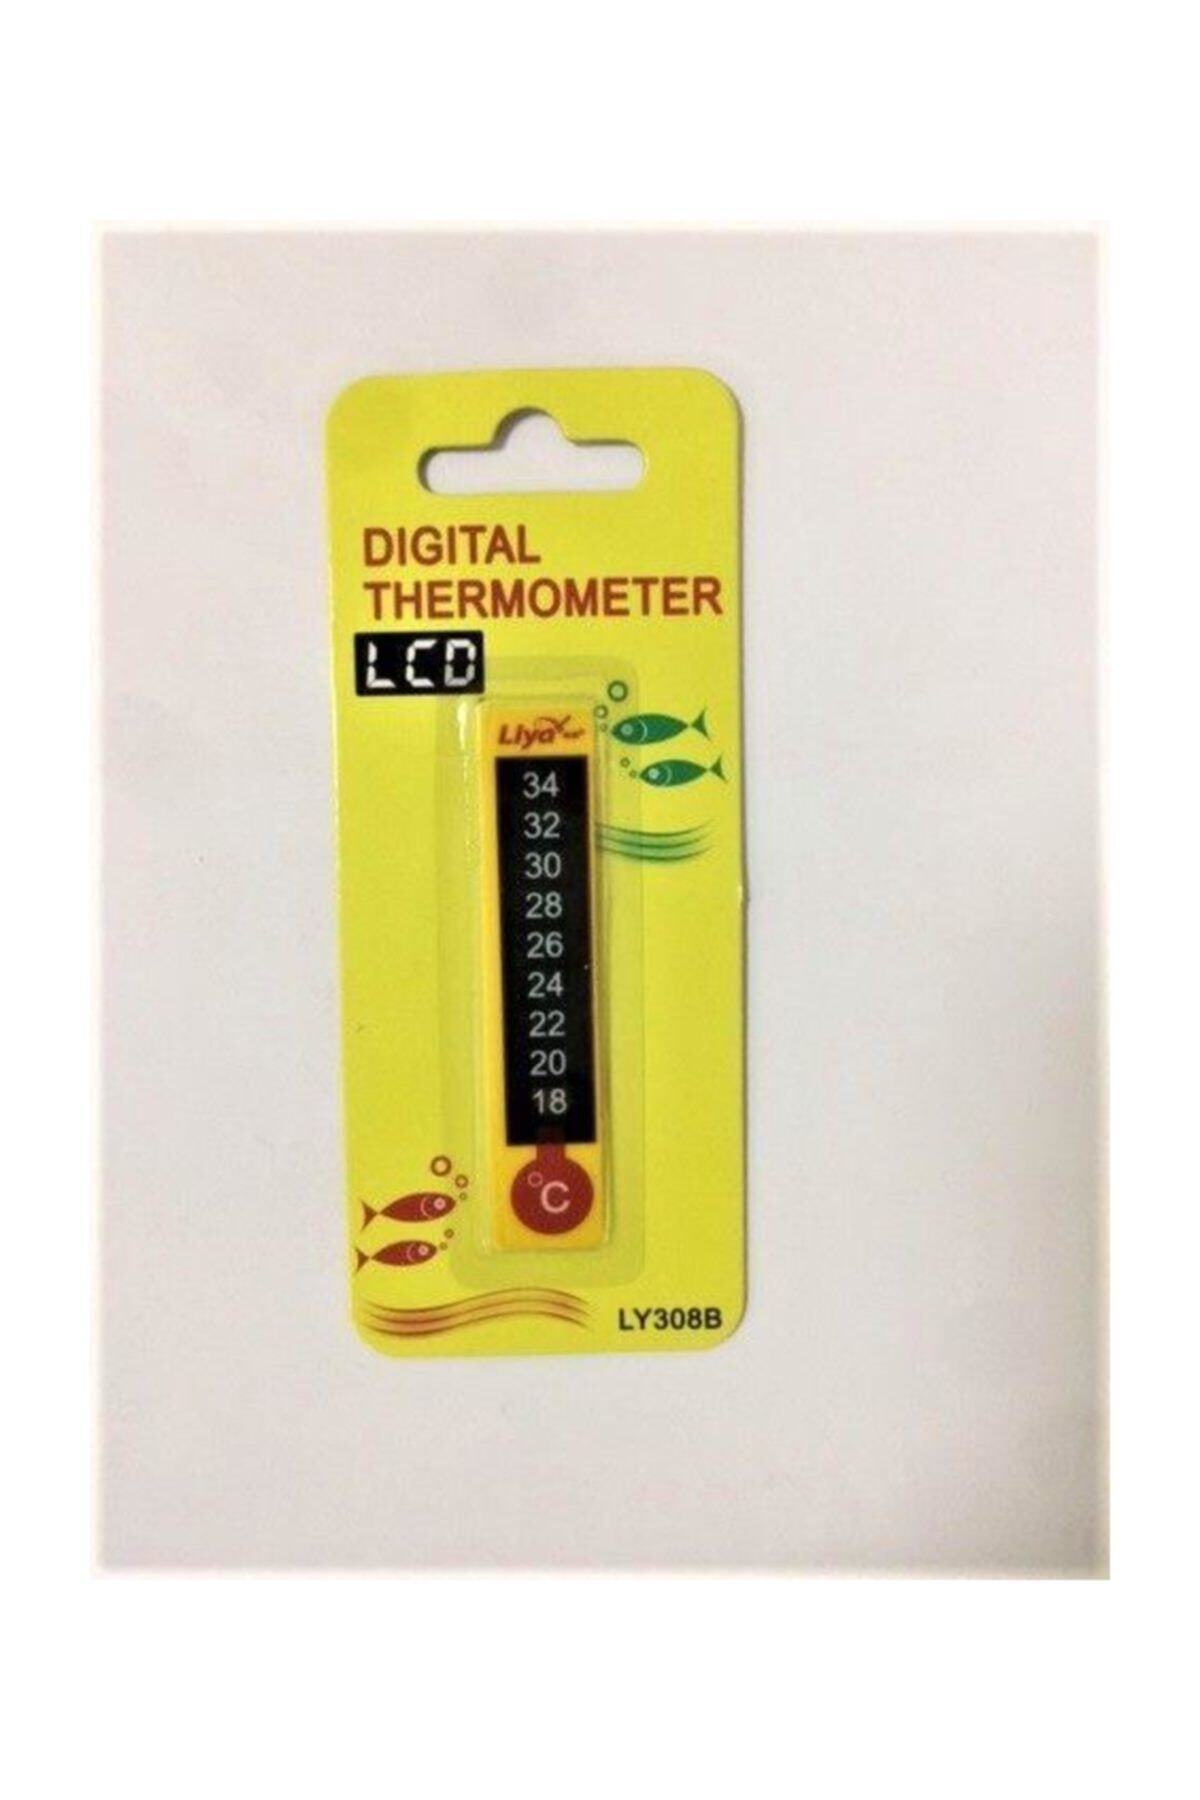 DIGITAL
THERMOMETER
LCD
Liya
34
32
30
28
26
24
22
20
18
°C
LY308B